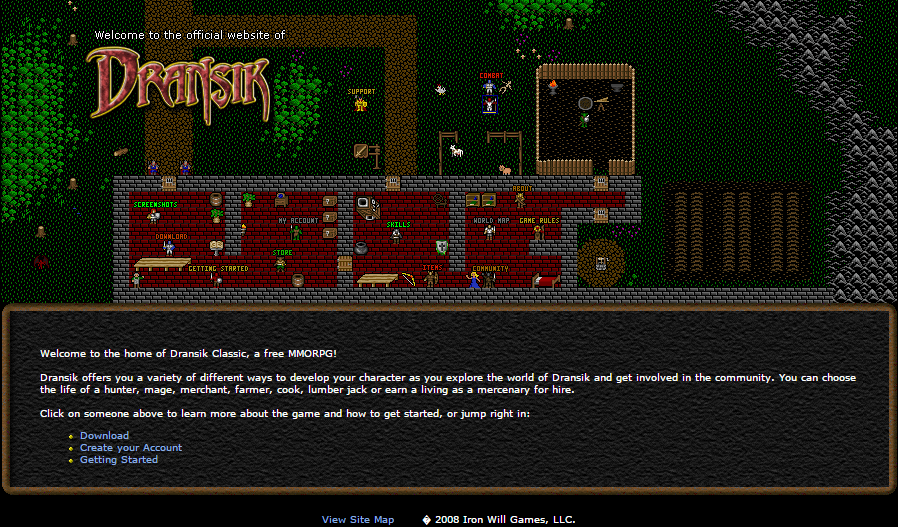 Welcome to the official website of
DRANSIK
SUPPORT
COMBAT
SCREENSHOTS
MY ACCOUNT
SKILLS
ABOUT
WORLD MAP
GAME RULES
DOWNLOAD
STORE
GETTING STARTED
ITEMS
COMMUNITY
Welcome to the home of Dransik Classic, a free MMORPG!
Dransik offers you a variety of different ways to develop your character as you explore the world of Dransik and get involved in the community. You can choose
the life of a hunter, mage, merchant, farmer, cook, lumber jack or earn a living as a mercenary for hire.
Click on someone above to learn more about the game and how to get started, or jump right in:
Download
Create your Account
Getting Started
View Site Map � 2008 Iron Will Games, LLC.